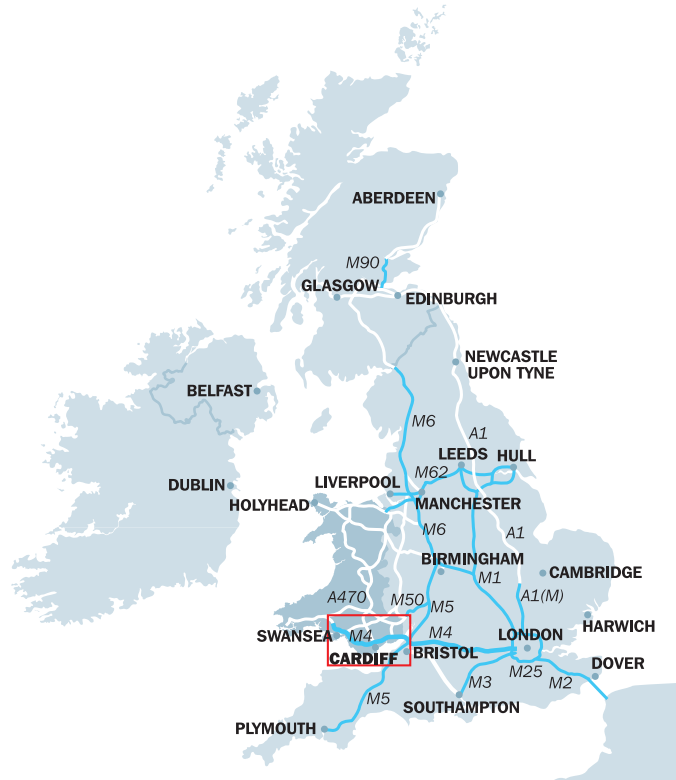 ABERDEEN
M90
GLASGOW
EDINBURGH
NEWCASTLE
UPON TYNE
BELFAST
M6
A1
LEEDS
HULL
M62
DUBLIN
LIVERPOOL
HOLYHEAD
MANCHESTER
M6
A1
BIRMINGHAM
CAMBRIDGE
M1
A470
M50
M5
A1(M)
HARWICH
SWANSEA
M4
M4
LONDON
CARDIFF
BRISTOL
DOVER
M25
M3
M2
M5
SOUTHAMPTON
PLYMOUTH